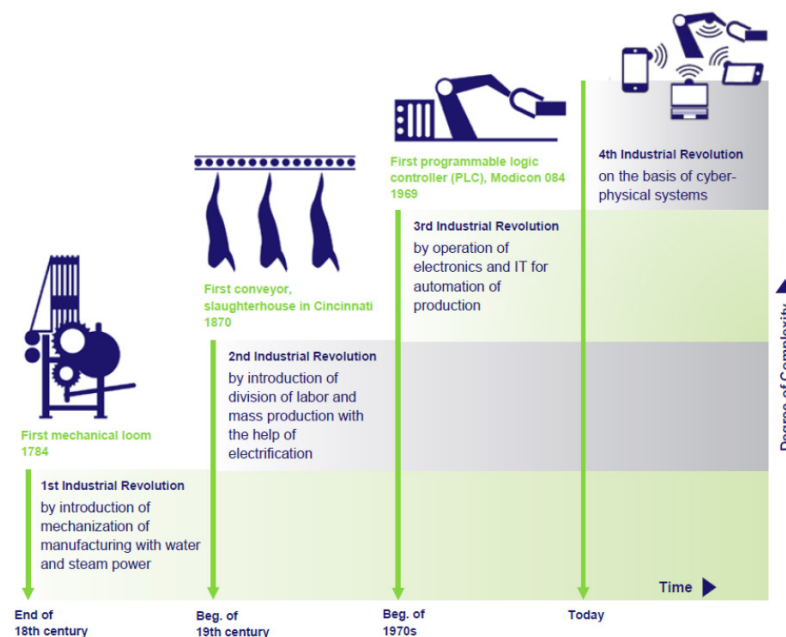 4th Industrial Revolution
on the basis of cyber-
physical systems
First programmable logic
controller (PLC), Modicon 084
1969
3rd Industrial Revolution
by operation of
electronics and IT for
automation of
production
First conveyor,
slaughterhouse in Cincinnati
1870
2nd Industrial Revolution
by introduction of
division of labor and
mass production with
the help of
electrification
First mechanical loom
1784
1st Industrial Revolution
by introduction of
mechanization of
manufacturing with water
and steam power
Degree of Complexity
Time
End of
18th century
Beg. of
19th century
Beg. of
1970s
Today